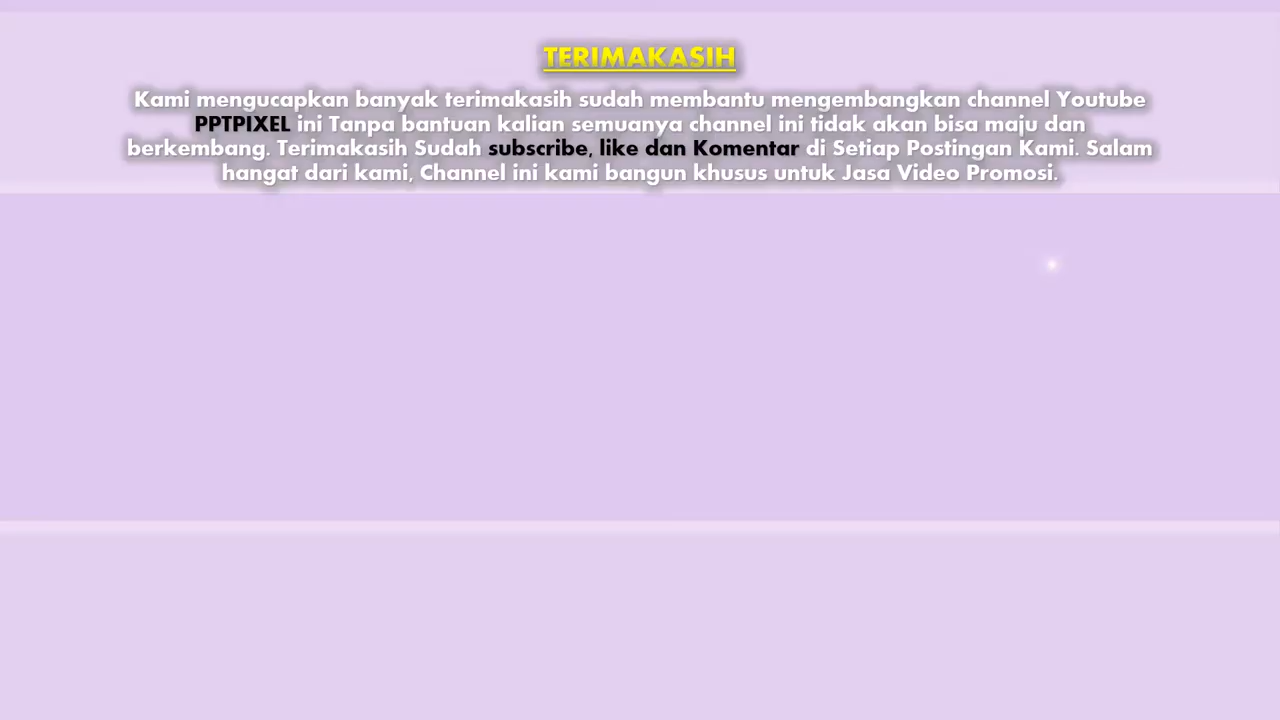 TERIMAKASIH
Kami mengucapkan banyak terimakasih sudah membantu mengembangkan channel Youtube
PPTPIXEL ini Tanpa bantuan kalian semuanya channel ini tidak akan bisa maju dan
berkembang. Terimakasih Sudah subscribe, like dan Komentar di Setiap Postingan Kami. Salam
hangat dari kami, Channel ini kami bangun khusus untuk Jasa Video Promosi.